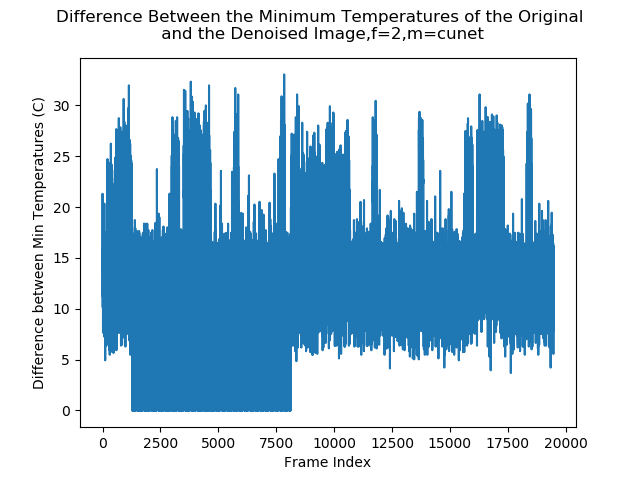 Difference Between the Minimum Temperatures of the Original
and the Denoised Image,f=2,m=cunet
Difference between Min Temperatures (C)
30
25
20
15
10
5
0
0 2500 5000 7500 10000 12500 15000 17500 20000
Frame Index